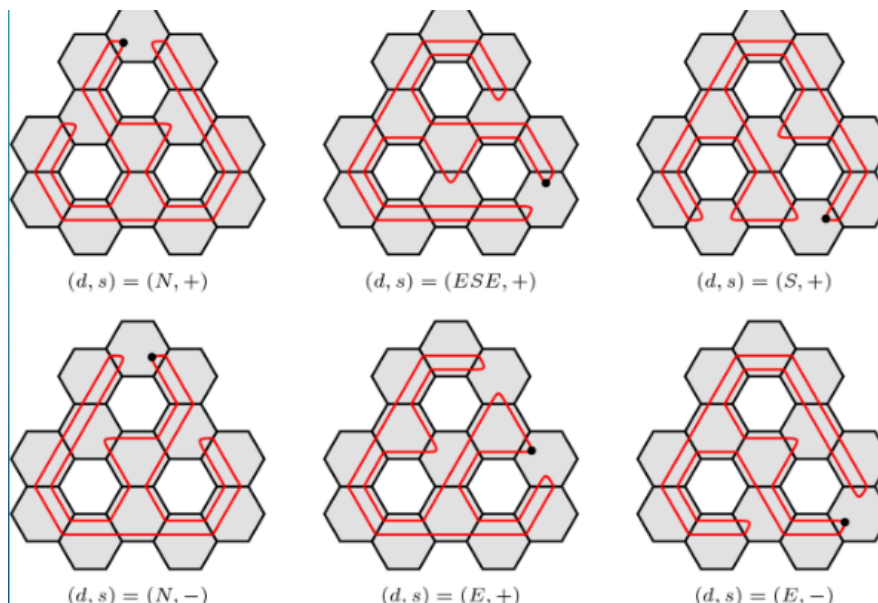 (d, s) = (N, +)
(d, s) = (ESE, +)
(d, s) = (S, +)
(d, s) = (N, −)
(d, s) = (E, +)
(d, s) = (E, −)